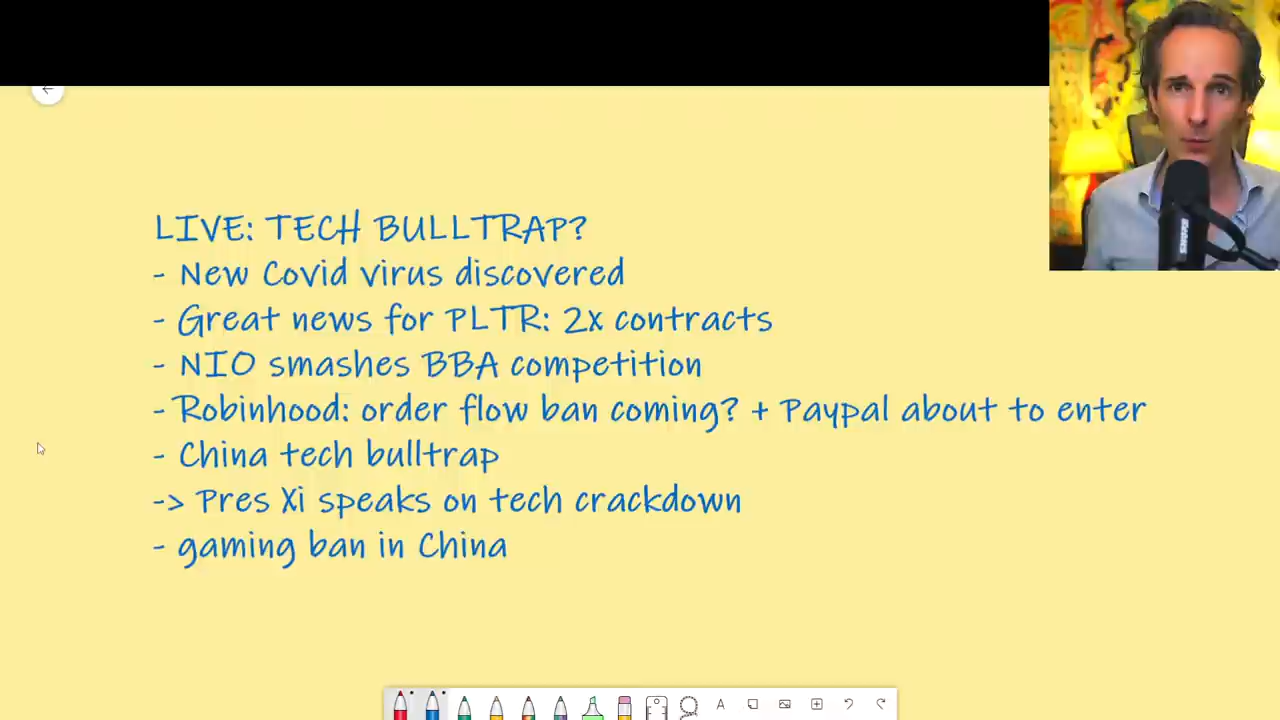 LIVE: TECH BULLTRAP?
- New Covid virus discovered
- Great news for PLTR: 2x contracts
- NIO smashes BBA competition
- Robinhood: order flow ban coming? + Paypal about to enter
- China tech bulltrap
-> Pres Xi speaks on tech crackdown
- gaming ban in China
A